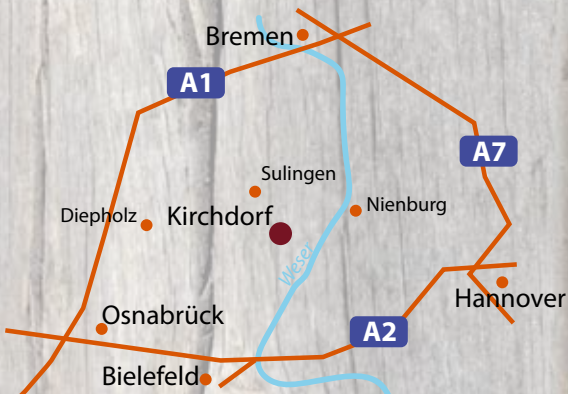 Bremen
A1
A7
Sulingen
Diepholz
Kirchdorf
Nienburg
Weser
Hannover
Osnabrück
A2
Bielefeld